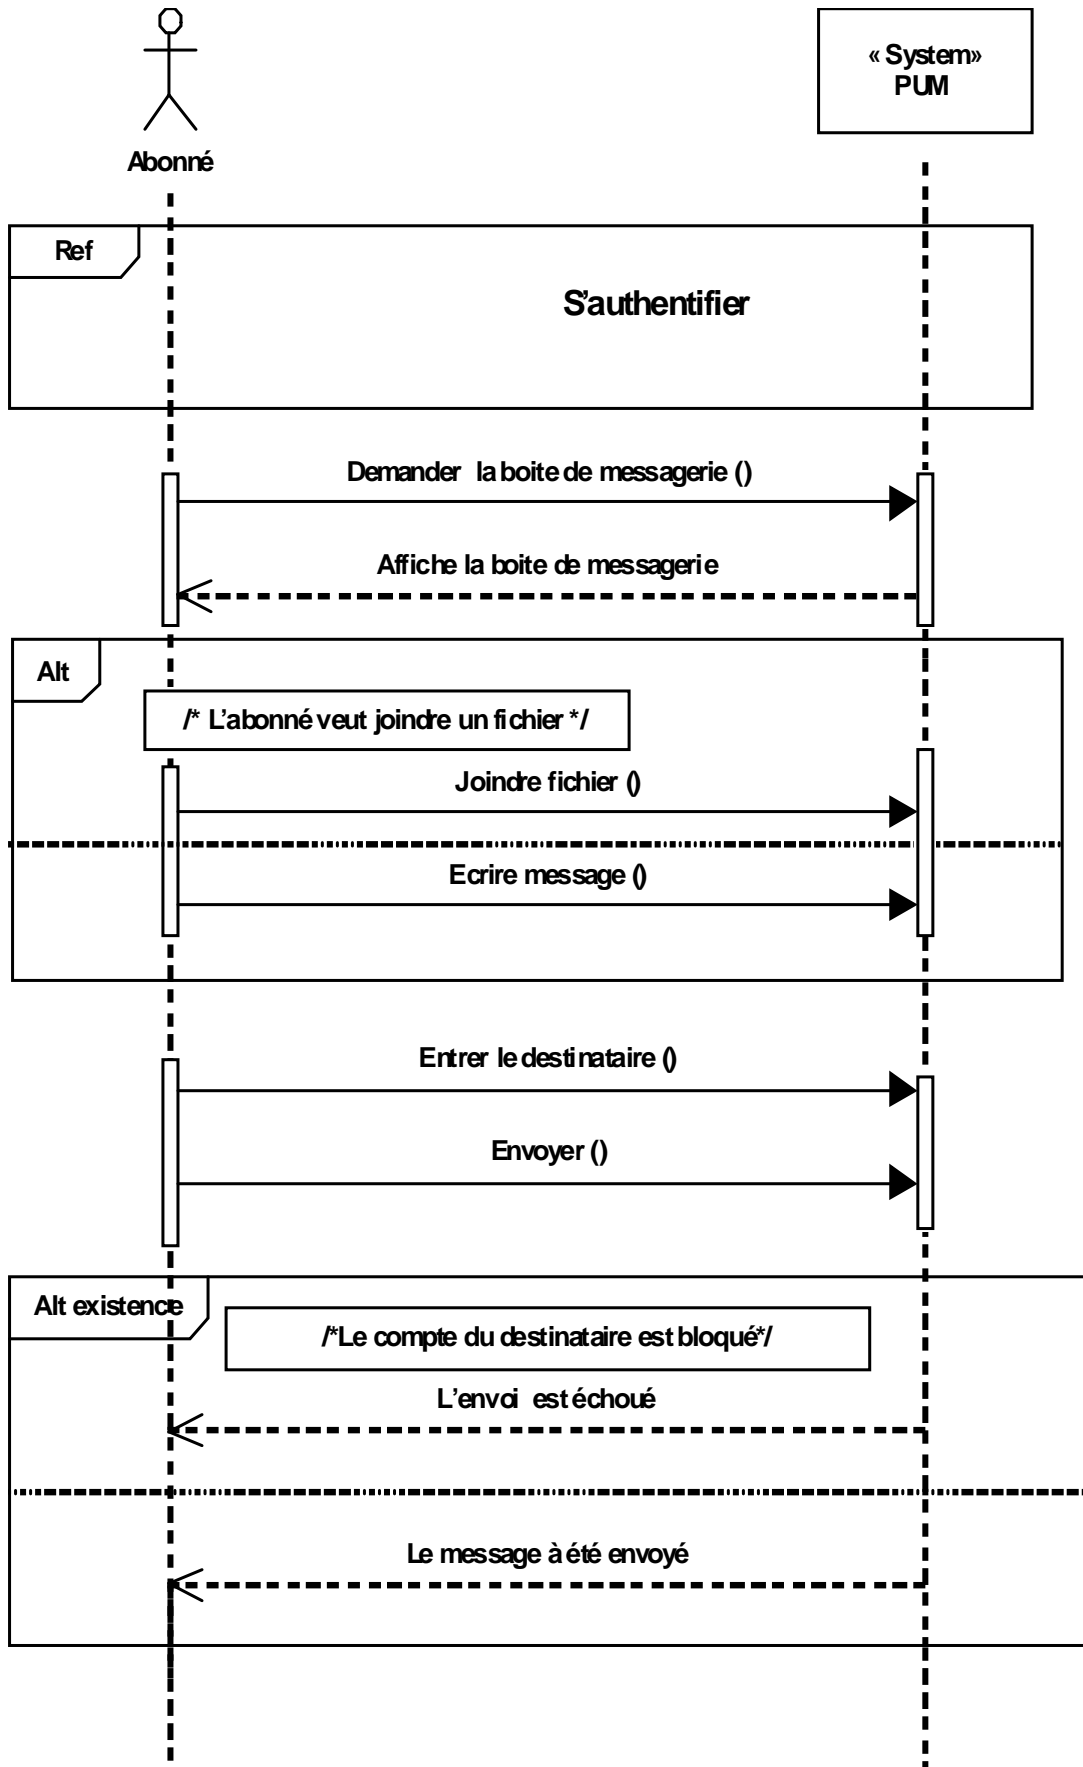 « System»
PUM
Abonné
Ref
S'authentifier
Demander la boite de messagerie ()
Affiche la boite de messagerie
Alt
/* L'abonné veut joindre un fichier */
Joindre fichier ()
Ecrire message ()
Entrer le destinataire ()
Envoyer ()
Alt existence
/*Le compte du destinataire est bloqué*/
L'envoi est échoué
Le message à été envoyé